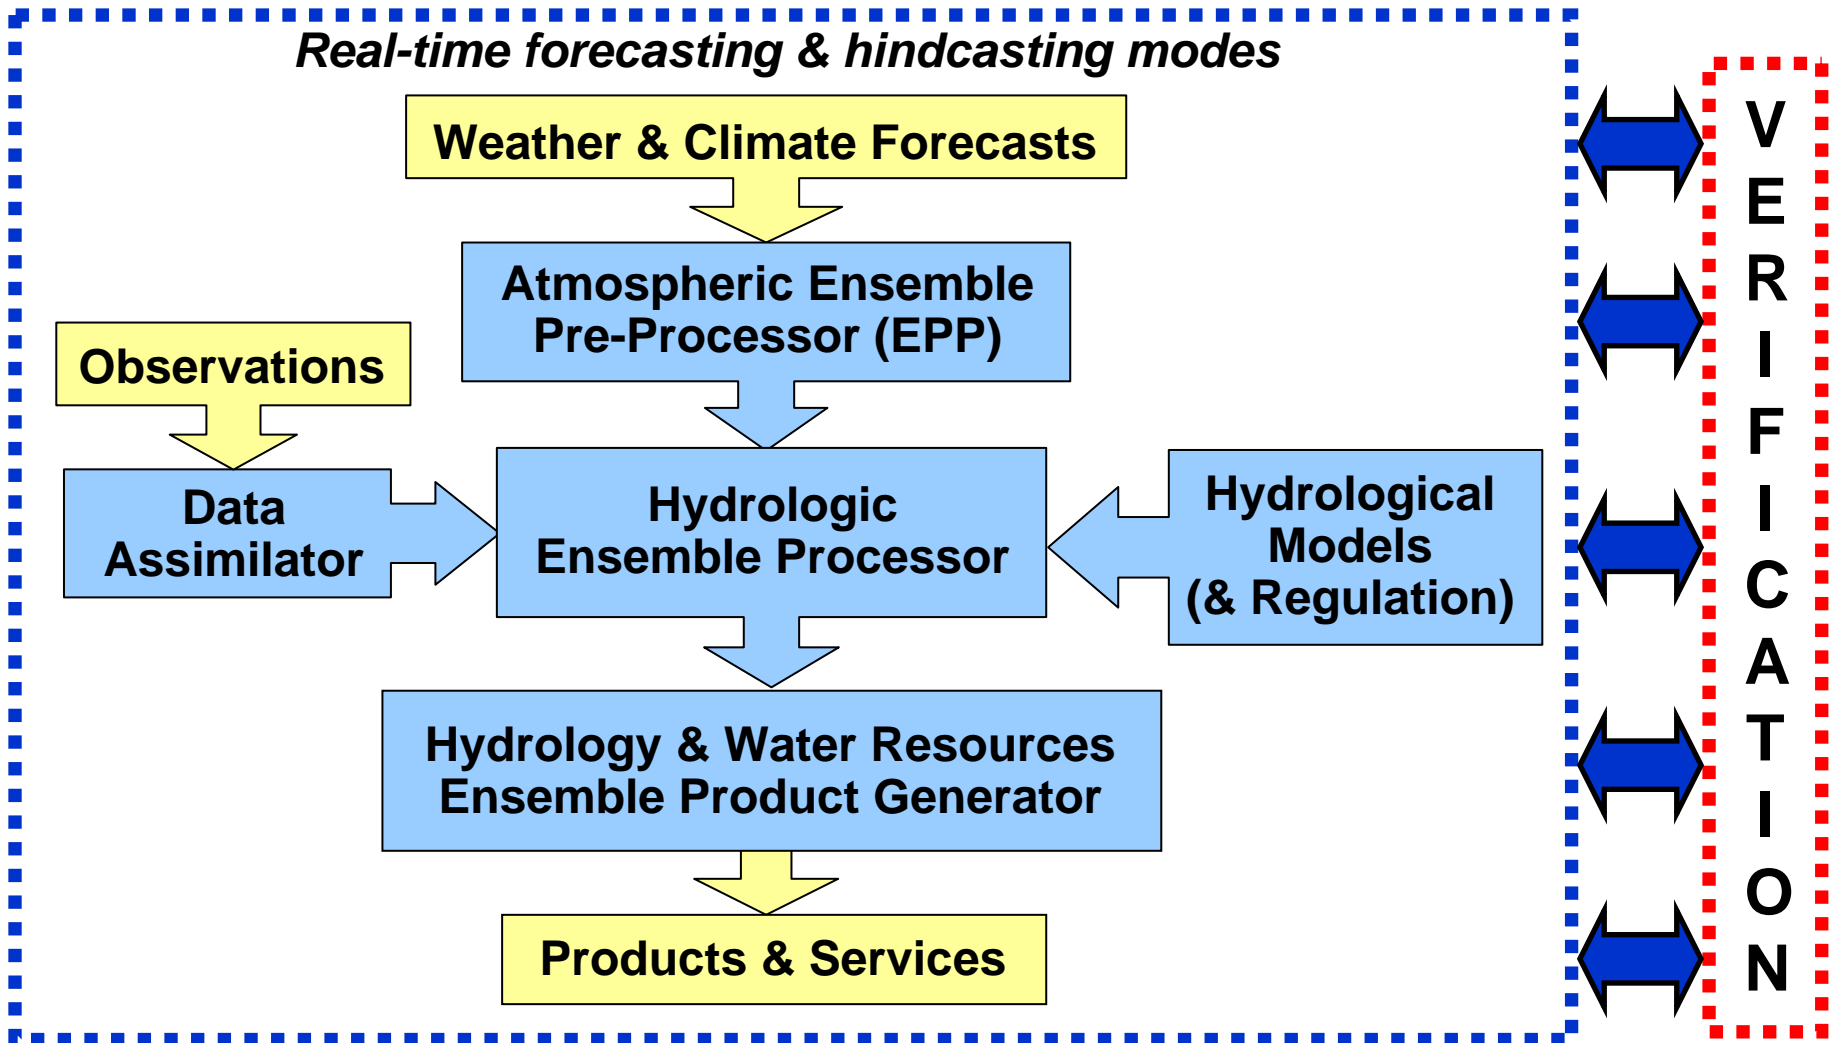 Real-time forecasting & hindcasting modes
Weather & Climate Forecasts
Atmospheric Ensemble
Pre-Processor (EPP)
Observations
Data
Assimilator
Hydrologic
Ensemble Processor
Hydrological
Models
(& Regulation)
Hydrology & Water Resources
Ensemble Product Generator
Products & Services
VERIFICATION